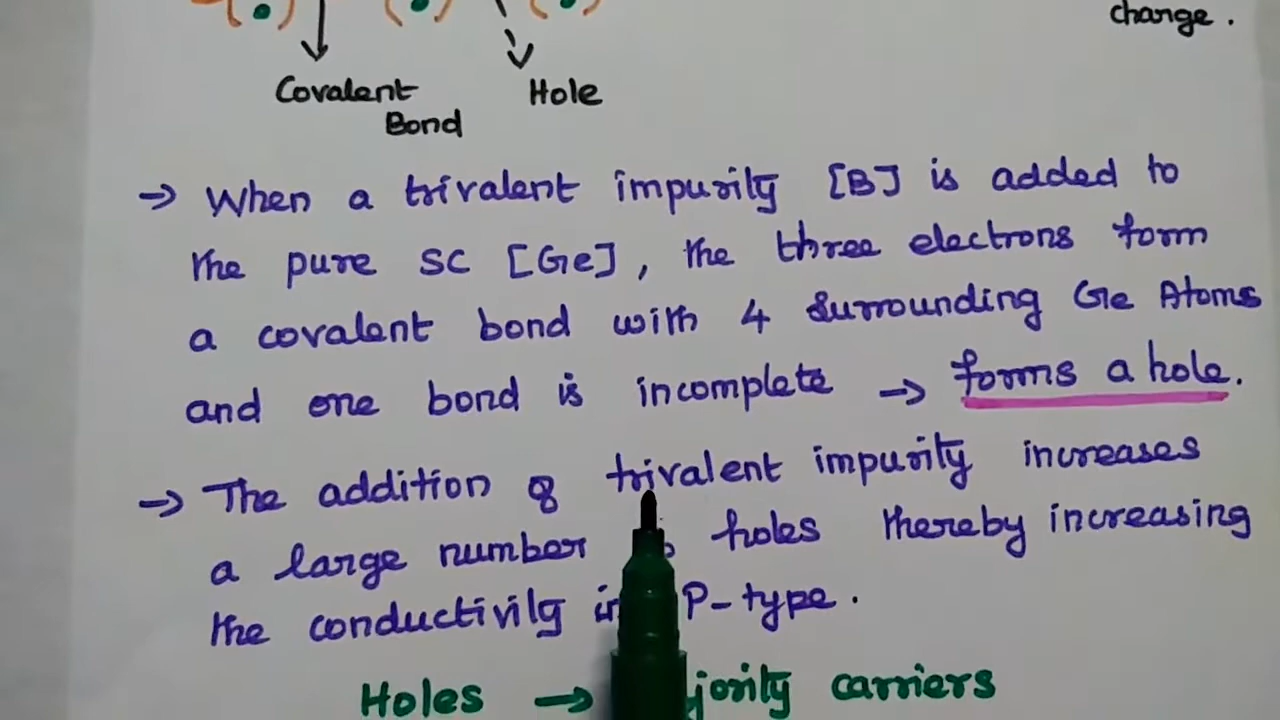 change.
Covalent Hole
Bond
→ When a trivalent impurity [B] is added to
the pure SC [Ge], the three electrons form
a covalent bond with 4 surrounding Ge Atoms
and one bond is incomplete → forms a hole.
→ The addition of trivalent impurity increases
a large number holes thereby increasing
the conductivity P-type.
Holes → carriers